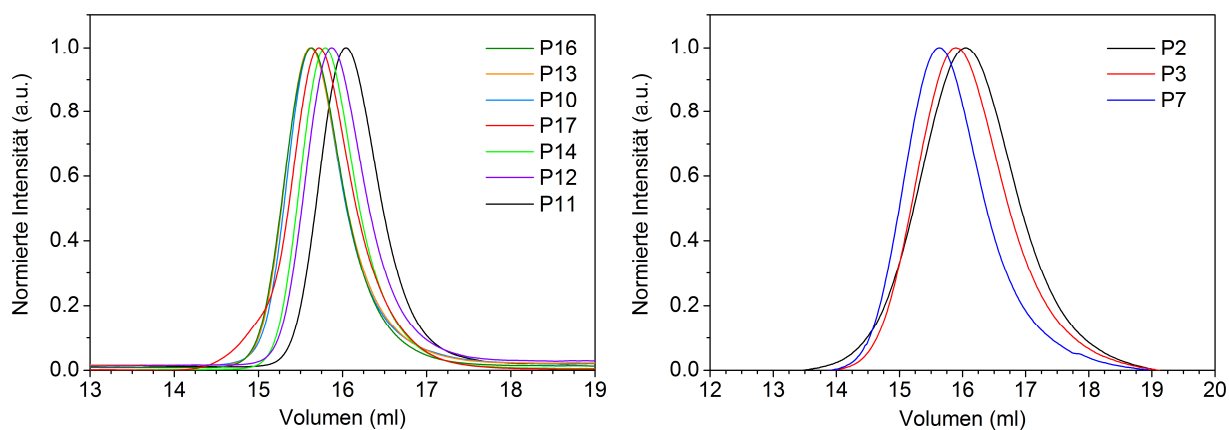 Normierte Intensität (a.u.)
1.0
0.8
0.6
0.4
0.2
0.0
13
14
15
16
17
18
19
Volumen (ml)
P16
P13
P10
P17
P14
P12
P11
Normierte Intensität (a.u.)
1.0
0.8
0.6
0.4
0.2
0.0
12
13
14
15
16
17
18
19
20
Volumen (ml)
P2
P3
P7